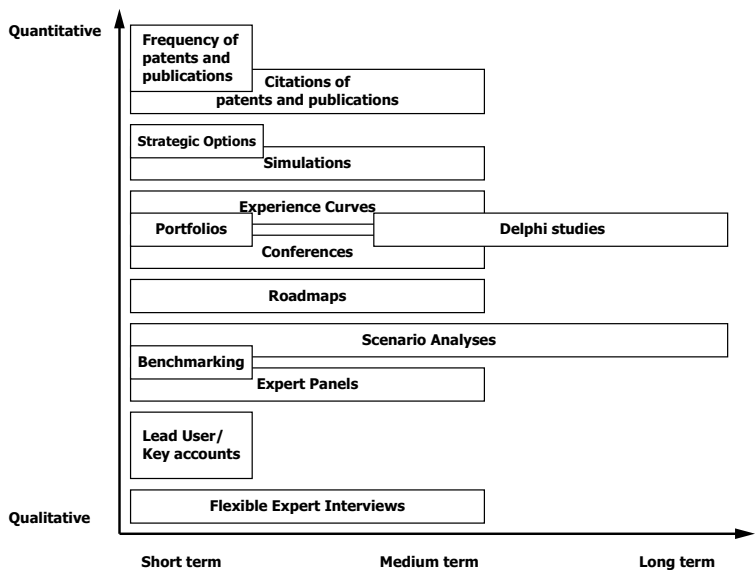 Quantitative
Frequency of
patents and
publications
Citations of
patents and publications
Strategic Options
Simulations
Experience Curves
Portfolios
Delphi studies
Conferences
Roadmaps
Scenario Analyses
Benchmarking
Expert Panels
Lead User/
Key accounts
Flexible Expert Interviews
Qualitative
Short term
Medium term
Long term